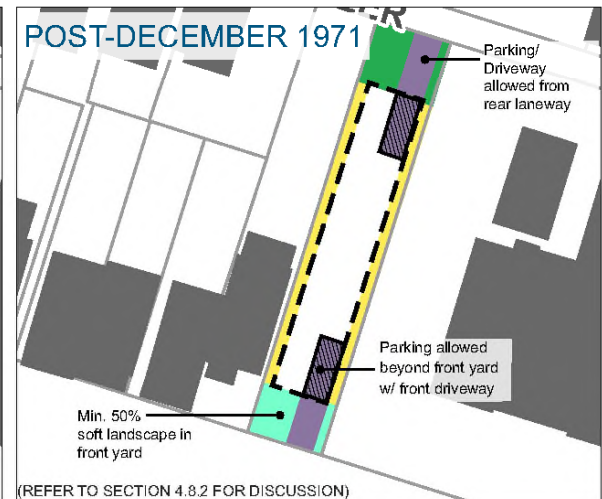 POST-DECEMBER 1971
Parking/
Driveway
allowed from
rear laneway
Parking allowed
beyond front yard
w/ front driveway
Min. 50%
soft landscape in
front yard
(REFER TO SECTION 4.8.2 FOR DISCUSSION)